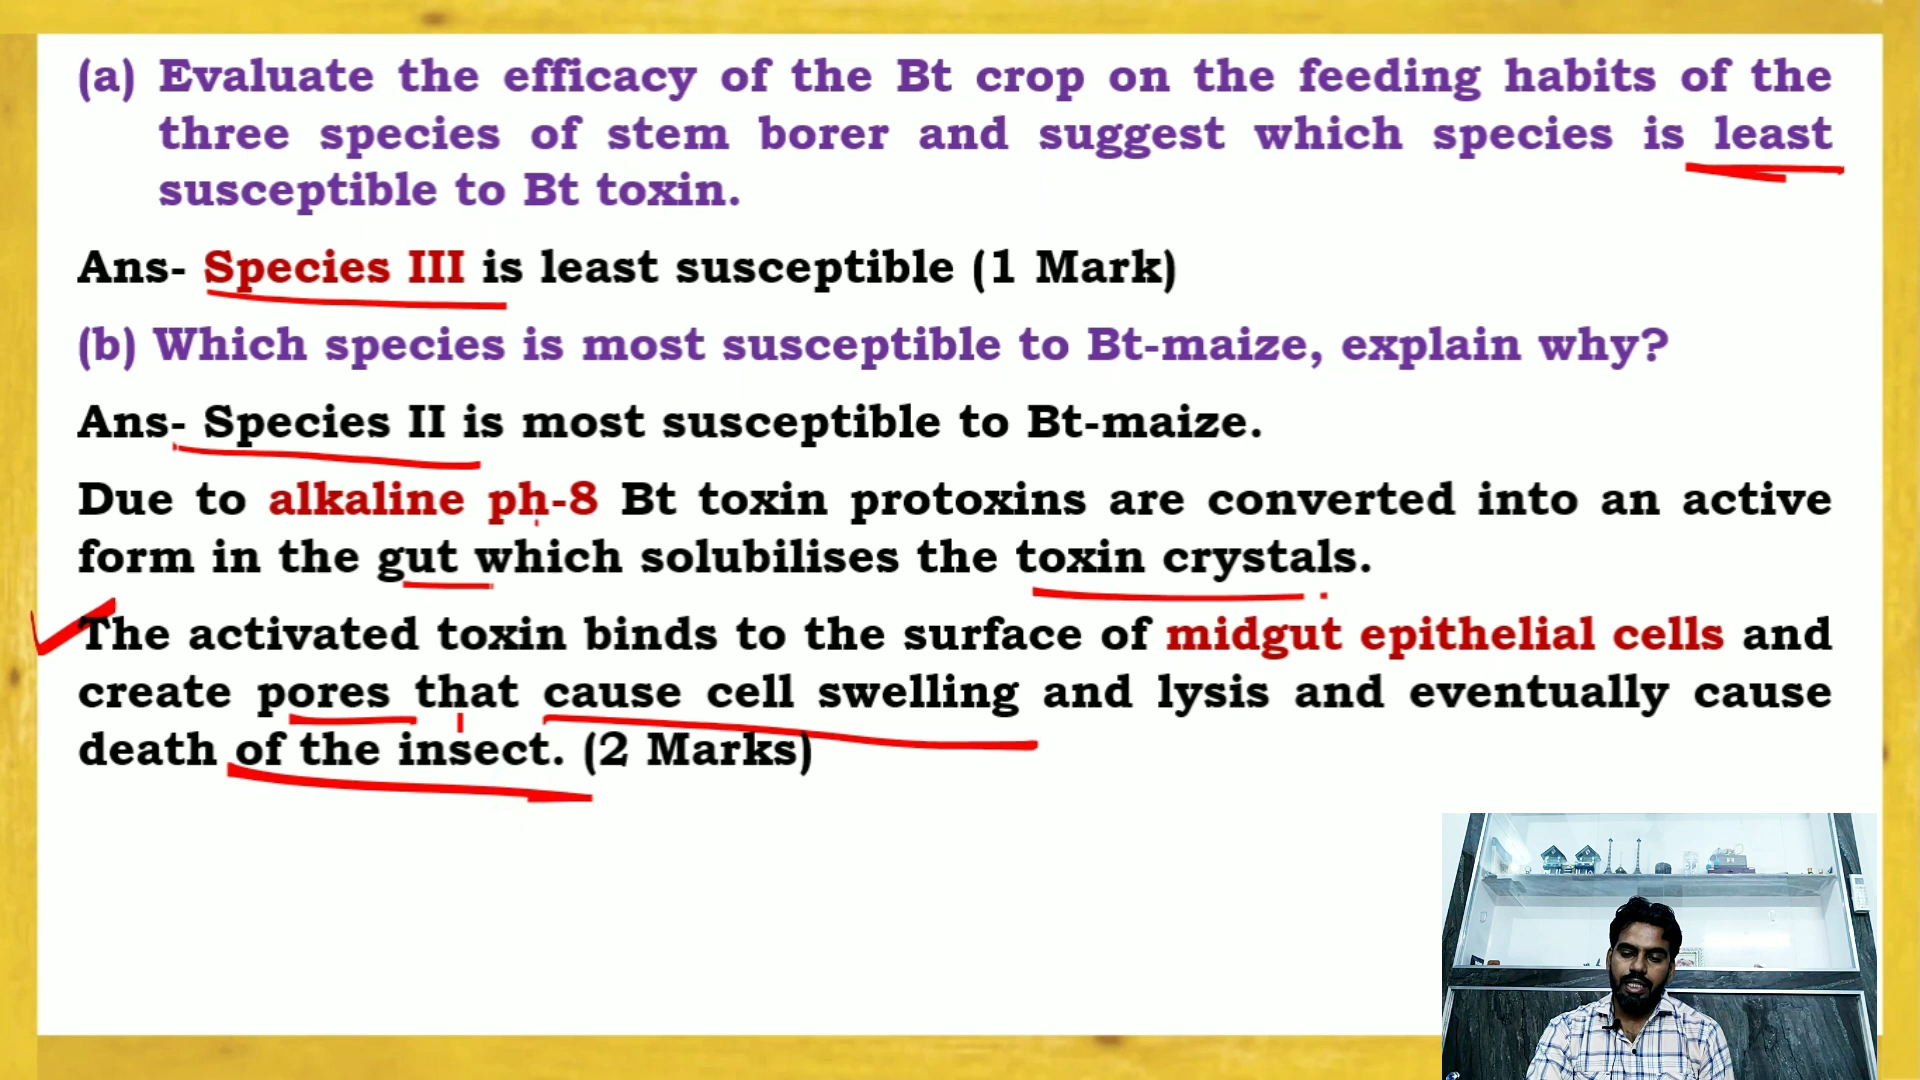 (a) Evaluate the efficacy of the Bt crop on the feeding habits of the
three species of stem borer and suggest which species is least
susceptible to Bt toxin.
Ans- Species III is least susceptible (1 Mark)
(b) Which species is most susceptible to Bt-maize, explain why?
Ans- Species II is most susceptible to Bt-maize.
Due to alkaline ph-8 Bt toxin protoxins are converted into an active
form in the gut which solubilises the toxin crystals.
The activated toxin binds to the surface of midgut epithelial cells and
create pores that cause cell swelling and lysis and eventually cause
death of the insect. (2 Marks)